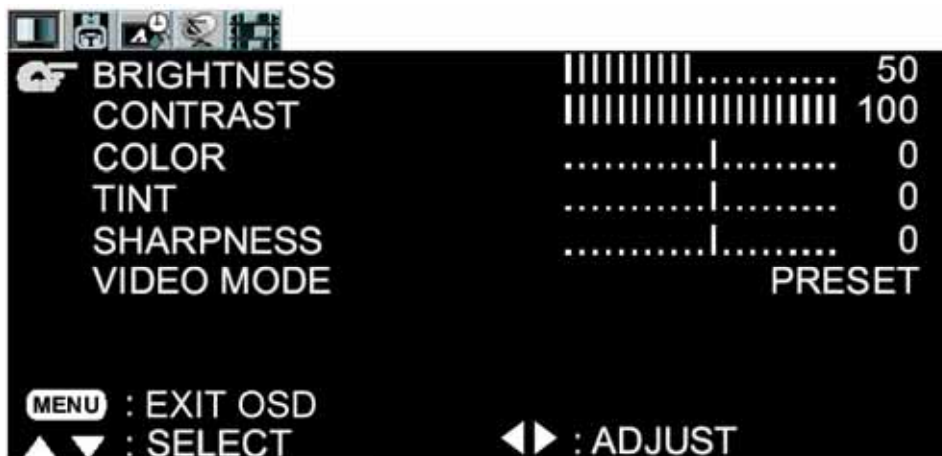 BRIGHTNESS 50
CONTRAST 100
COLOR 0
TINT 0
SHARPNESS 0
VIDEO MODE PRESET
MENU : EXIT OSD
: SELECT : ADJUST